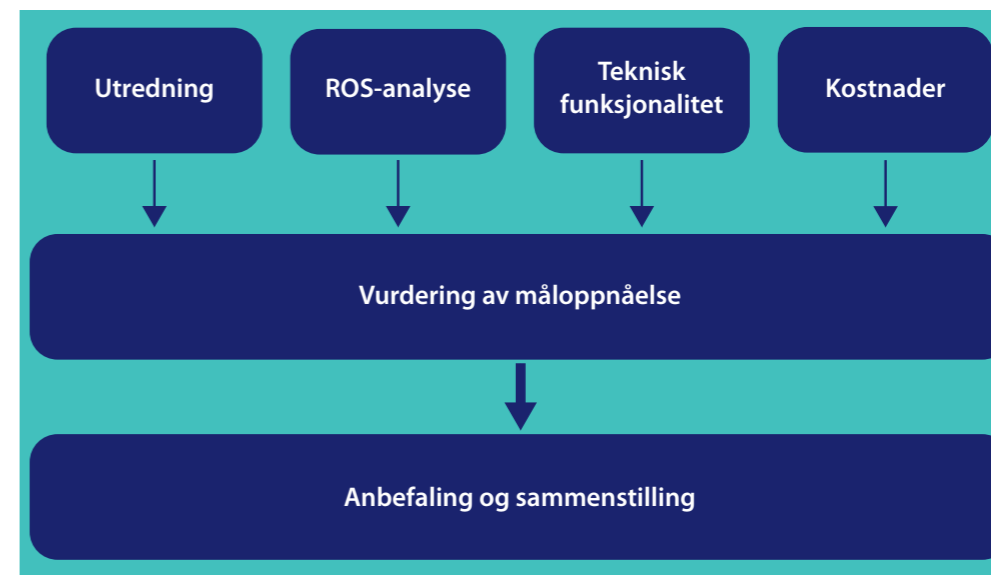 Utredning
ROS-analyse
Teknisk
funksjonalitet
Kostnader
Vurdering av måloppnåelse
Anbefaling og sammenstilling